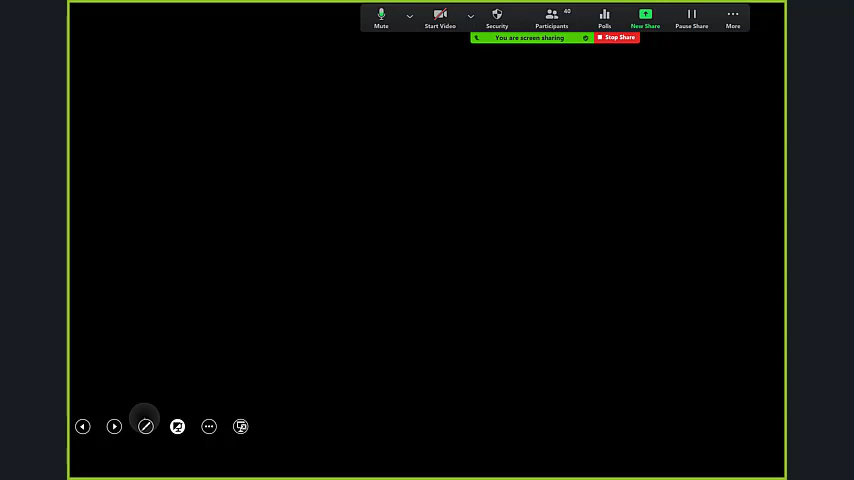 40
Mute
Start Video
Security
Participants
Polls
New Share
Pause Share
More
You are screen sharing
Stop Share